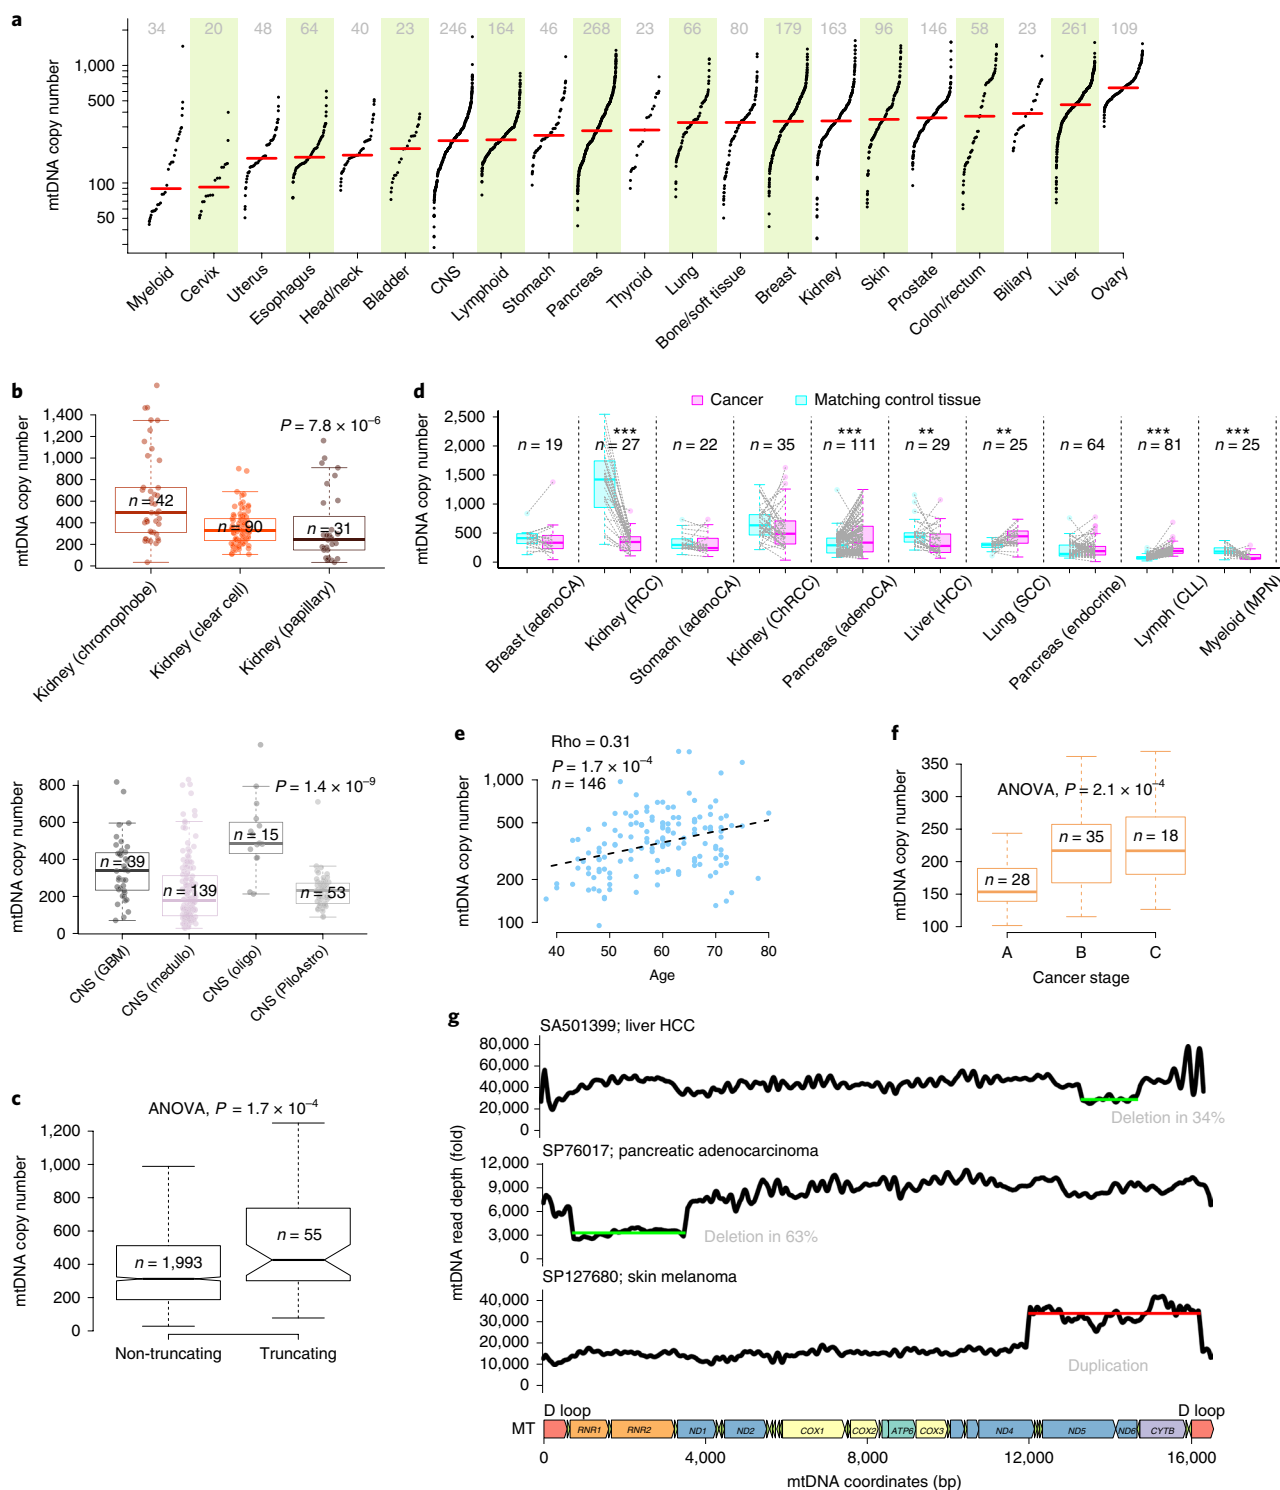 a
34 20 48 64 40 23 246 164 46 268 23 66 80 179 163 96 146 58 23 261 109
mtDNA copy number
1,000
500
100
50
Myeloid
Cervix
Uterus
Esophagus
Head/neck
Bladder
CNS
Lymphoid
Stomach
Pancreas
Thyroid
Lung
Bone/soft tissue
Breast
Kidney
Skin
Prostate
Colon/rectum
Biliary
Liver
Ovary
b
mtDNA copy number
1,400
1,200
1,000
800
600
400
200
0
P = 7.8 × 10–6
n = 42
n = 90
n = 31
Kidney (chromophobe)
Kidney (clear cell)
Kidney (papillary)
mtDNA copy number
800
600
400
200
0
P = 1.4 × 10–9
n = 39
n = 139
n = 15
n = 53
CNS (GBM)
CNS (medullo)
CNS (oligo)
CNS (PiloAstro)
c
ANOVA, P = 1.7 × 10–4
mtDNA copy number
1,200
1,000
800
600
400
200
0
n = 1,993
n = 55
Non-truncating
Truncating
d
Cancer
Matching control tissue
mtDNA copy number
2,500
2,000
1,500
1,000
500
0
*** *** ** ** *** ***
n = 19 n = 27 n = 22 n = 35 n = 111 n = 29 n = 25 n = 64 n = 81 n = 25
Breast (adenoCA)
Kidney (RCC)
Stomach (adenoCA)
Kidney (ChRCC)
Pancreas (adenoCA)
Liver (HCC)
Lung (SCC)
Pancreas (endocrine)
Lymph (CLL)
Myeloid (MPN)
e
Rho = 0.31
P = 1.7 × 10–4
n = 146
mtDNA copy number
1,000
500
200
100
40 50 60 70 80
Age
f
ANOVA, P = 2.1 × 10–4
mtDNA copy number
350
300
250
200
150
100
n = 28
n = 35
n = 18
A B C
Cancer stage
g
mtDNA read depth (fold)
SA501399; liver HCC
80,000
60,000
40,000
20,000
0
Deletion in 34%
SP76017; pancreatic adenocarcinoma
12,000
9,000
6,000
3,000
0
Deletion in 63%
SP127680; skin melanoma
40,000
30,000
20,000
10,000
0
Duplication
D loop D loop
MT RNR1 RNR2 ND1 ND2 COX1 COX2 ATP6 COX3 ND4 ND5 ND6 CYTB
0 4,000 8,000 12,000 16,000
mtDNA coordinates (bp)